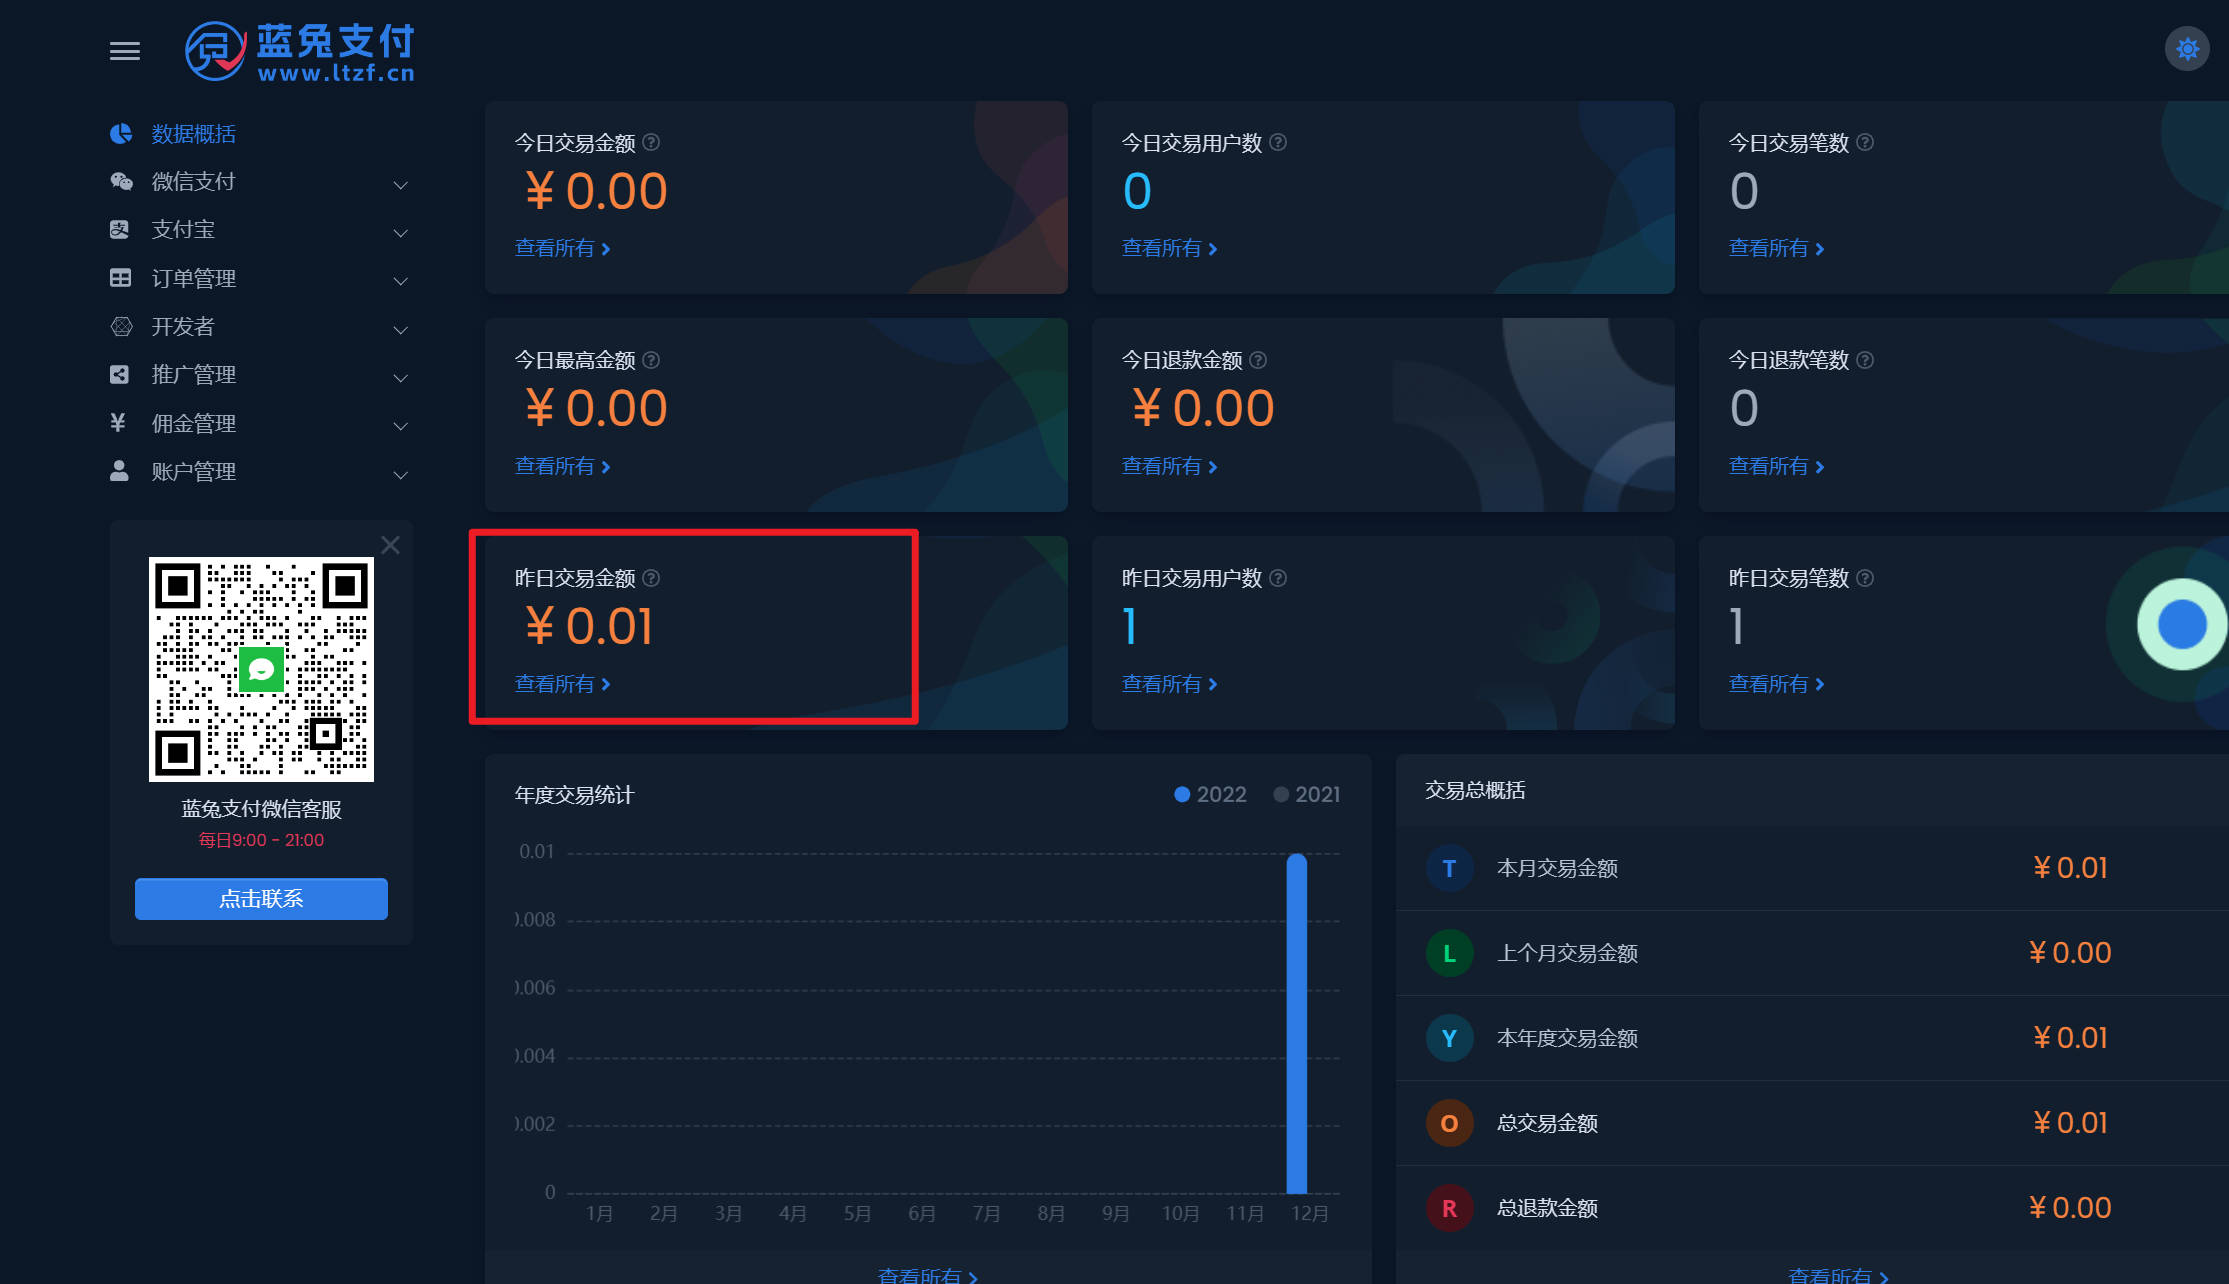 蓝兔支付
www.ltzf.cn
数据概括
微信支付
支付宝
订单管理
开发者
推广管理
佣金管理
账户管理
蓝兔支付微信客服
每日9:00 - 21:00
点击联系
今日交易金额
¥ 0.00
查看所有
今日交易用户数
0
查看所有
今日交易笔数
0
查看所有
今日最高金额
¥ 0.00
查看所有
今日退款金额
¥ 0.00
查看所有
今日退款笔数
0
查看所有
昨日交易金额
¥ 0.01
查看所有
昨日交易用户数
1
查看所有
昨日交易笔数
1
查看所有
年度交易统计
2022 2021
0.01
0.008
0.006
0.004
0.002
0
1月 2月 3月 4月 5月 6月 7月 8月 9月 10月 11月 12月
查看所有
交易总概括
T 本月交易金额 ¥ 0.01
L 上个月交易金额 ¥ 0.00
Y 本年度交易金额 ¥ 0.01
O 总交易金额 ¥ 0.01
R 总退款金额 ¥ 0.00
查看所有